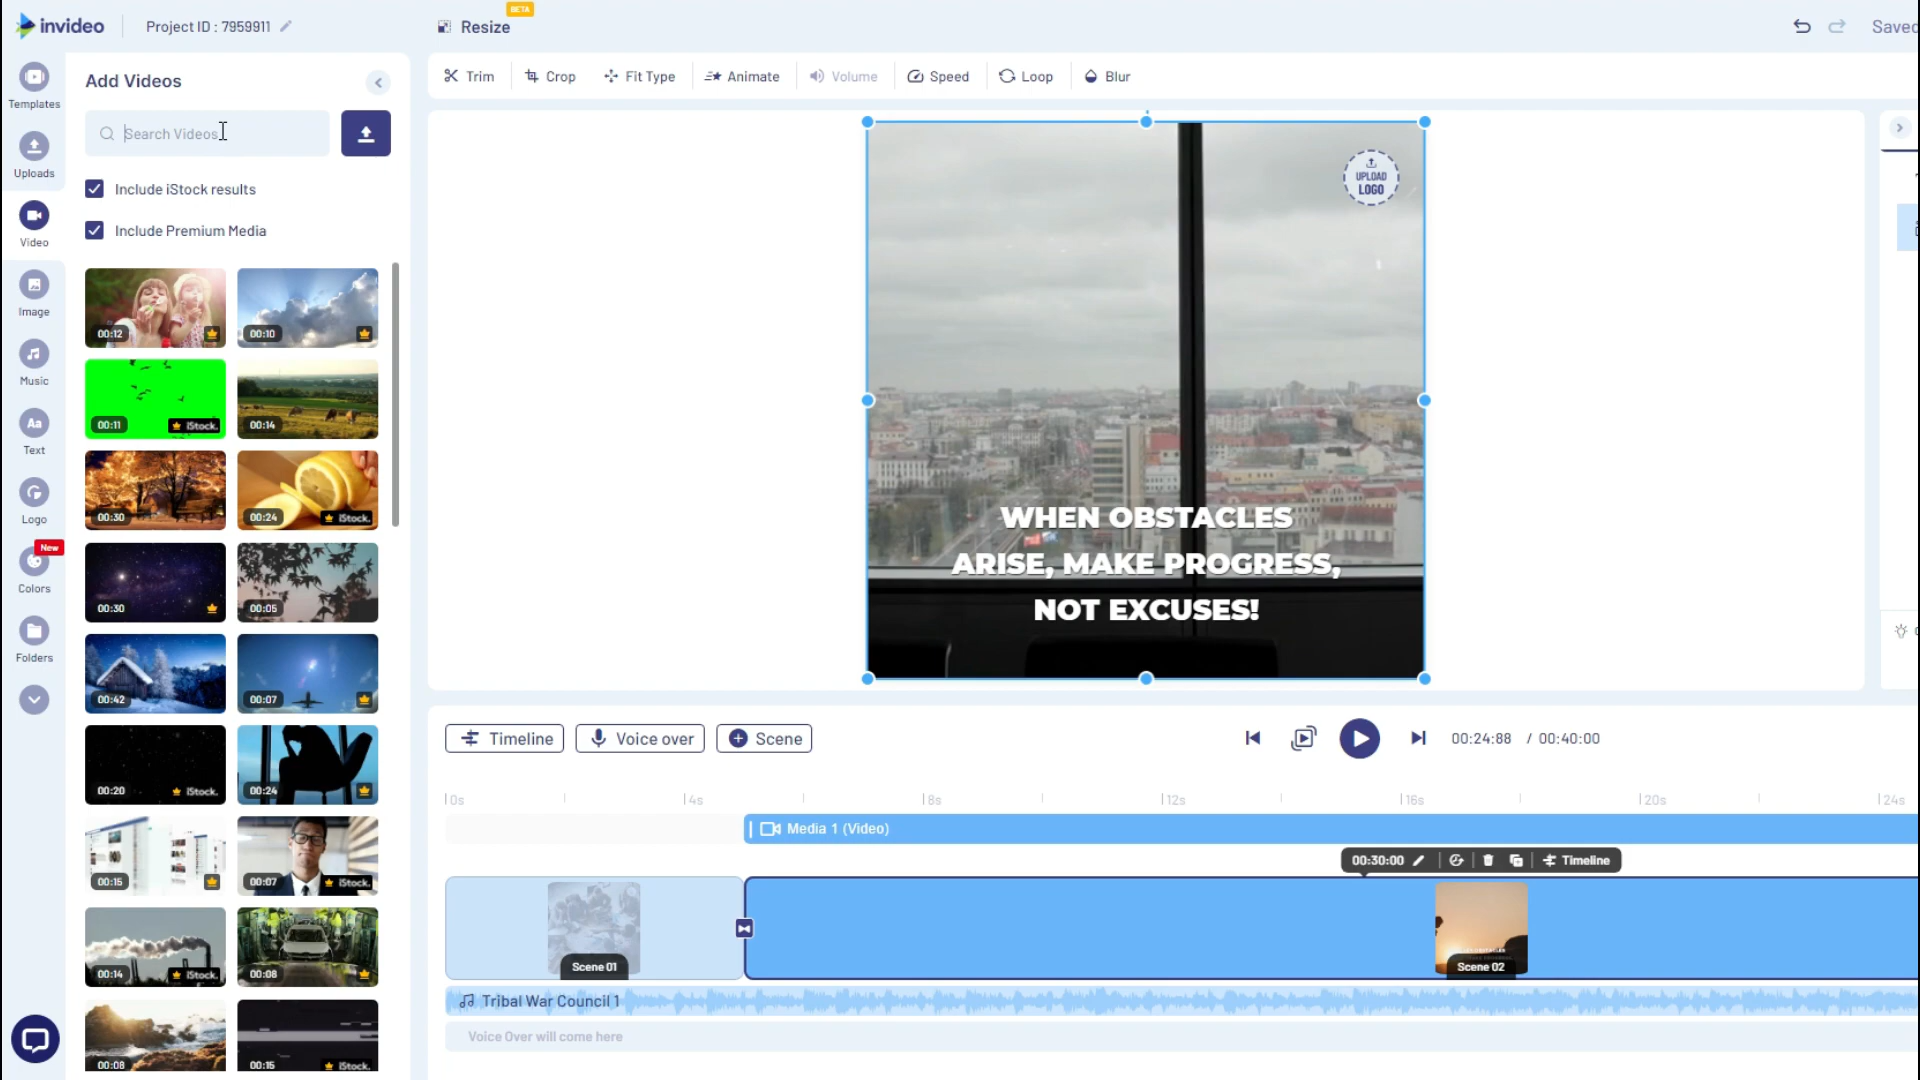 invideo
Project ID : 7959911
BETA
Resize
Saved
Templates
Uploads
Video
Image
Music
Text
Logo
New
Colors
Folders
Add Videos
Search Videos
Include iStock results
Include Premium Media
00:12
00:10
00:11 iStock.
00:14
00:30
00:24 iStock.
00:30
00:05
00:42
00:07
00:20 iStock.
00:24
00:15
00:07 iStock.
00:14 iStock.
00:08
00:08
00:15 iStock.
Trim
Crop
Fit Type
Animate
Volume
Speed
Loop
Blur
UPLOAD
LOGO
WHEN OBSTACLES
ARISE, MAKE PROGRESS,
NOT EXCUSES!
Timeline
Voice over
Scene
00:24:88 / 00:40:00
0s 4s 8s 12s 16s 20s 24s
Media 1 (Video)
00:30:00
Timeline
Scene 01
Scene 02
Tribal War Council 1
Voice Over will come here